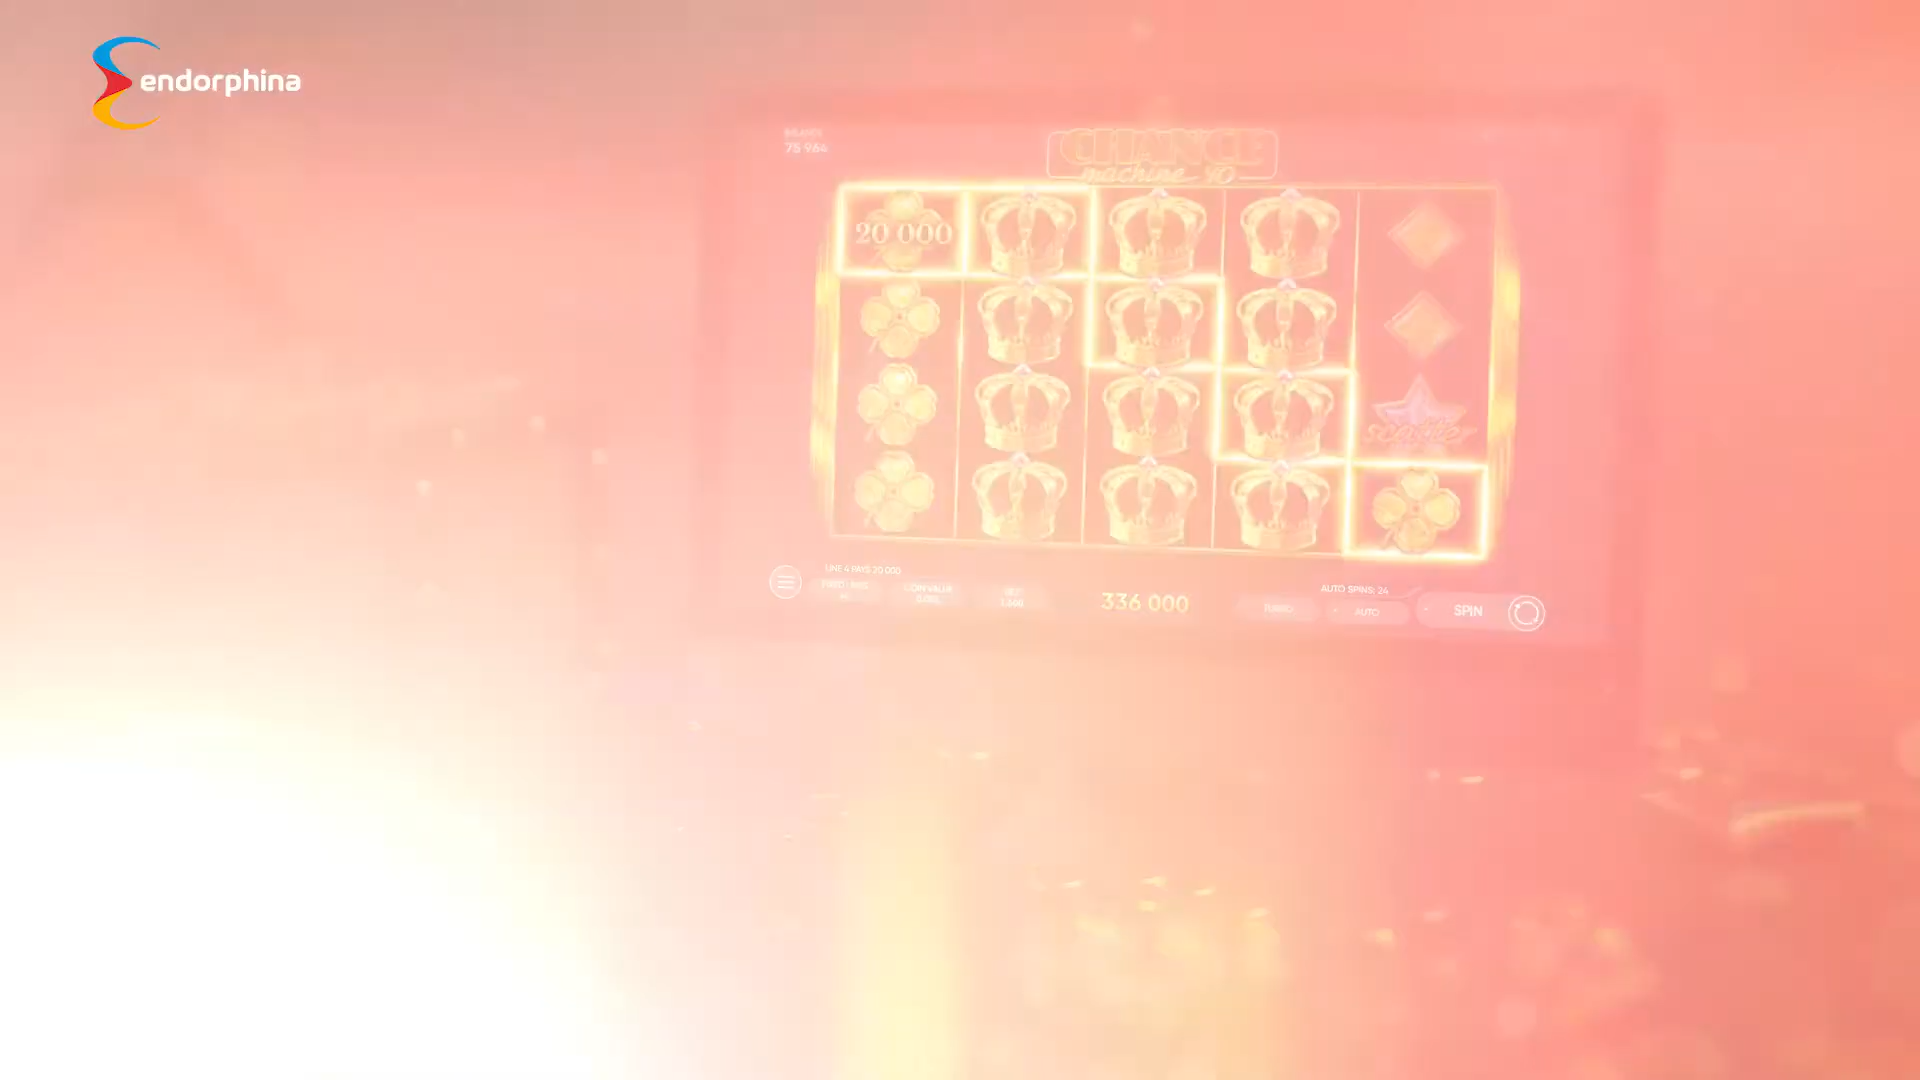 endorphina
BALANCE
75 964
CHANCE
machine 40
20 000
scatter
LINE 4 PAYS 20 000
COIN VALUE
BET
336 000
AUTO SPINS: 24
TURBO
AUTO
SPIN